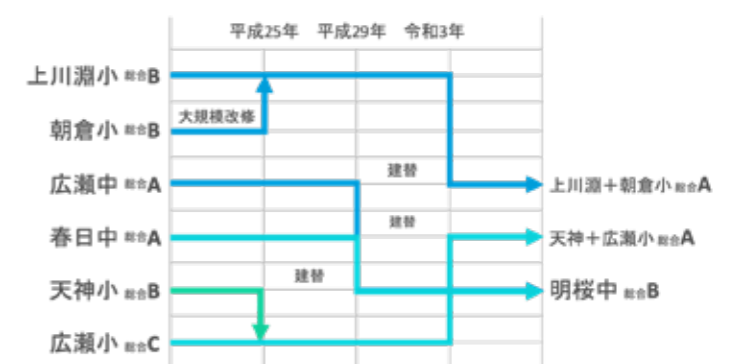 平成25年 平成29年 令和3年
上川淵小 総合B
朝倉小 総合B
大規模改修
広瀬中 総合A
建替
上川淵+朝倉小 総合A
春日中 総合A
建替
天神+広瀬小 総合A
天神小 総合B
建替
明桜中 総合B
広瀬小 総合C